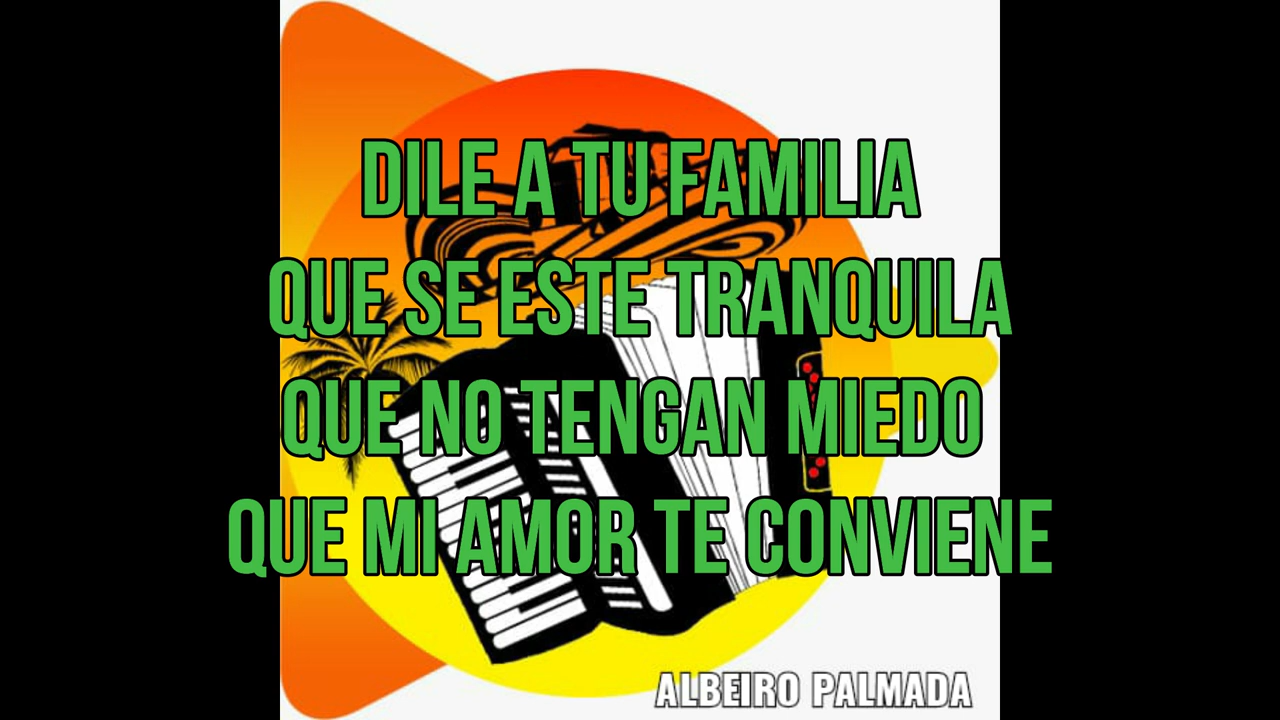 DILE A TU FAMILIA
QUE SE ESTE TRANQUILA
QUE NO TENGAN MIEDO
QUE MI AMOR TE CONVIENE
ALBEIRO PALMADA